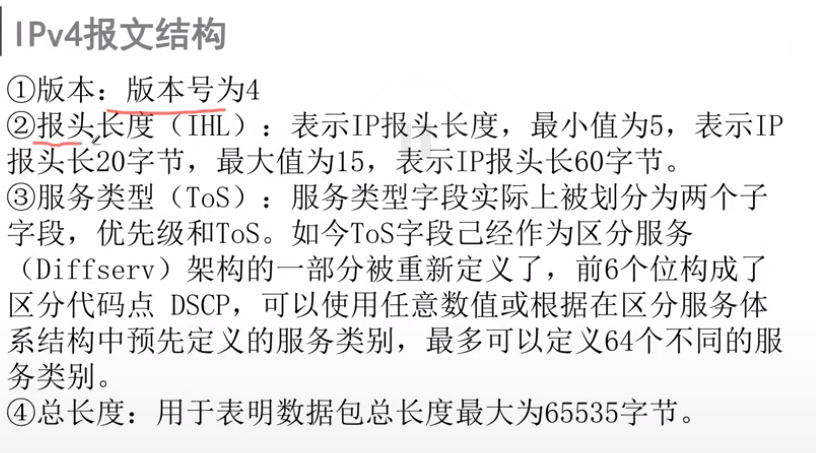 IPv4报文结构
①版本：版本号为4
②报头长度（IHL）：表示IP报头长度，最小值为5，表示IP
报头长20字节，最大值为15，表示IP报头长60字节。
③服务类型（ToS）：服务类型字段实际上被划分为两个子
字段，优先级和ToS。如今ToS字段己经作为区分服务
（Diffserv）架构的一部分被重新定义了，前6个位构成了
区分代码点 DSCP，可以使用任意数值或根据在区分服务体
系结构中预先定义的服务类别，最多可以定义64个不同的服
务类别。
④总长度：用于表明数据包总长度最大为65535字节。